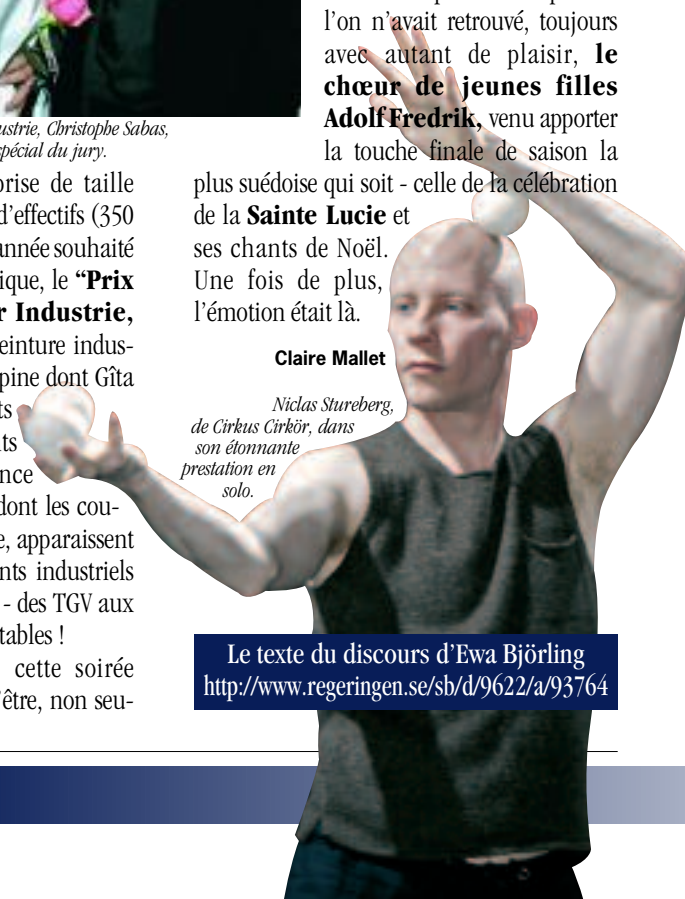 ustrie, Christophe Sabas,
spécial du jury.
prise de taille
d'effectifs (350
année souhaité
ique, le “Prix
r Industrie,
einture indus-
pine dont Gîta
ts
nts
nce
dont les cou-
e, apparaissent
nts industriels
- des TGV aux
tables !
cette soirée
'être, non seu-
l'on n'avait retrouvé, toujours
avec autant de plaisir, le
chœur de jeunes filles
Adolf Fredrik, venu apporter
la touche finale de saison la
plus suédoise qui soit - celle de la célébration
de la Sainte Lucie et
ses chants de Noël.
Une fois de plus,
l'émotion était là.
Claire Mallet
Niclas Stureberg,
de Cirkus Cirkör, dans
son étonnante
prestation en
solo.
Le texte du discours d'Ewa Björling
http://www.regeringen.se/sb/d/9622/a/93764